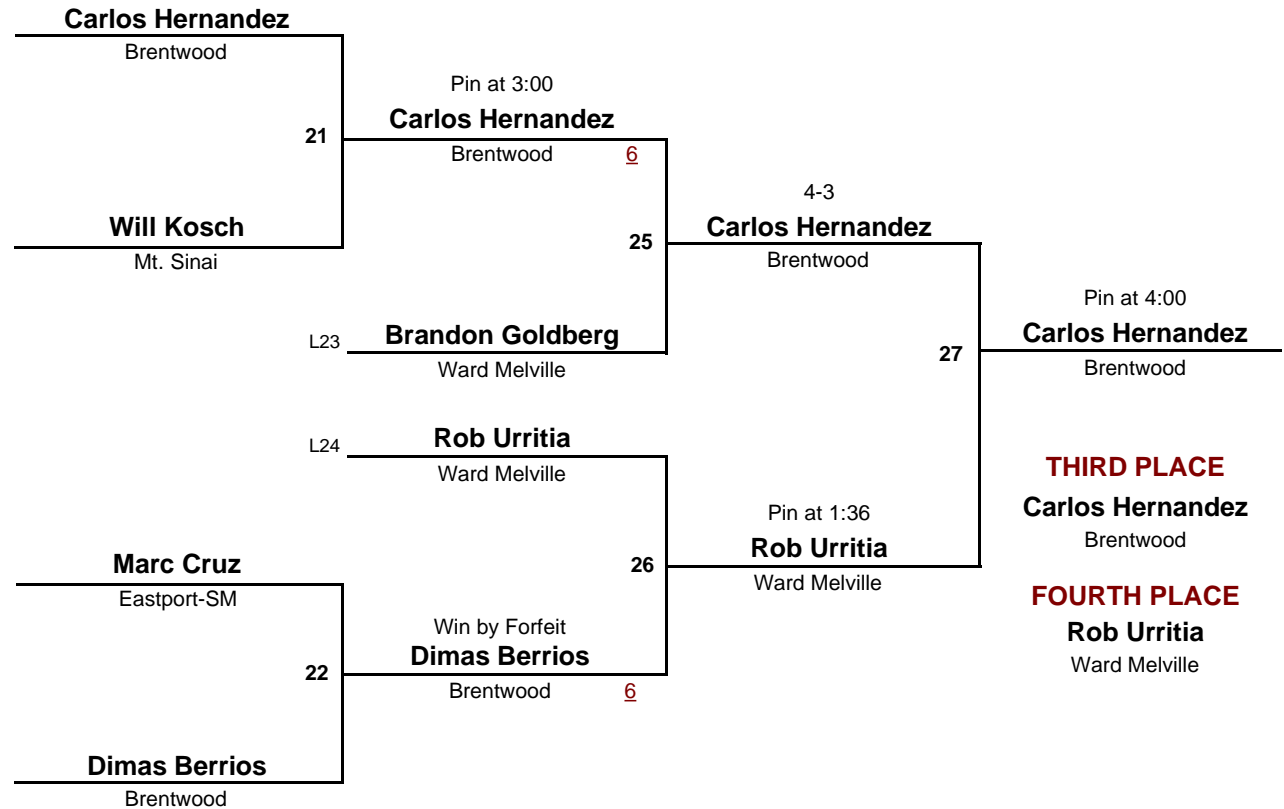 Carlos Hernandez
Brentwood
21
Will Kosch
Mt. Sinai
Pin at 3:00
Carlos Hernandez
Brentwood 6
25
L23 Brandon Goldberg
Ward Melville
4-3
Carlos Hernandez
Brentwood
L24 Rob Urritia
Ward Melville
26
Marc Cruz
Eastport-SM
22
Dimas Berrios
Brentwood
Win by Forfeit
Dimas Berrios
Brentwood 6
Pin at 1:36
Rob Urritia
Ward Melville
27
Pin at 4:00
Carlos Hernandez
Brentwood
THIRD PLACE
Carlos Hernandez
Brentwood
FOURTH PLACE
Rob Urritia
Ward Melville